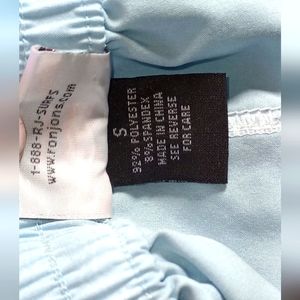 1-888-RJ-SURFS
www.ronjons.com
S
92% POLYESTER
8% SPANDEX
MADE IN CHINA
SEE REVERSE
FOR CARE